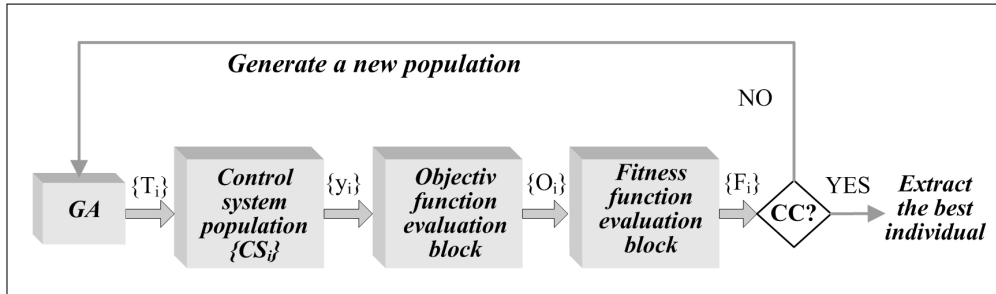 Generate a new population
NO
GA
{Tᵢ}
Control
system
population
{CSᵢ}
{yᵢ}
Objectiv
function
evaluation
block
{Oᵢ}
Fitness
function
evaluation
block
{Fᵢ}
CC?
YES
Extract
the best
individual